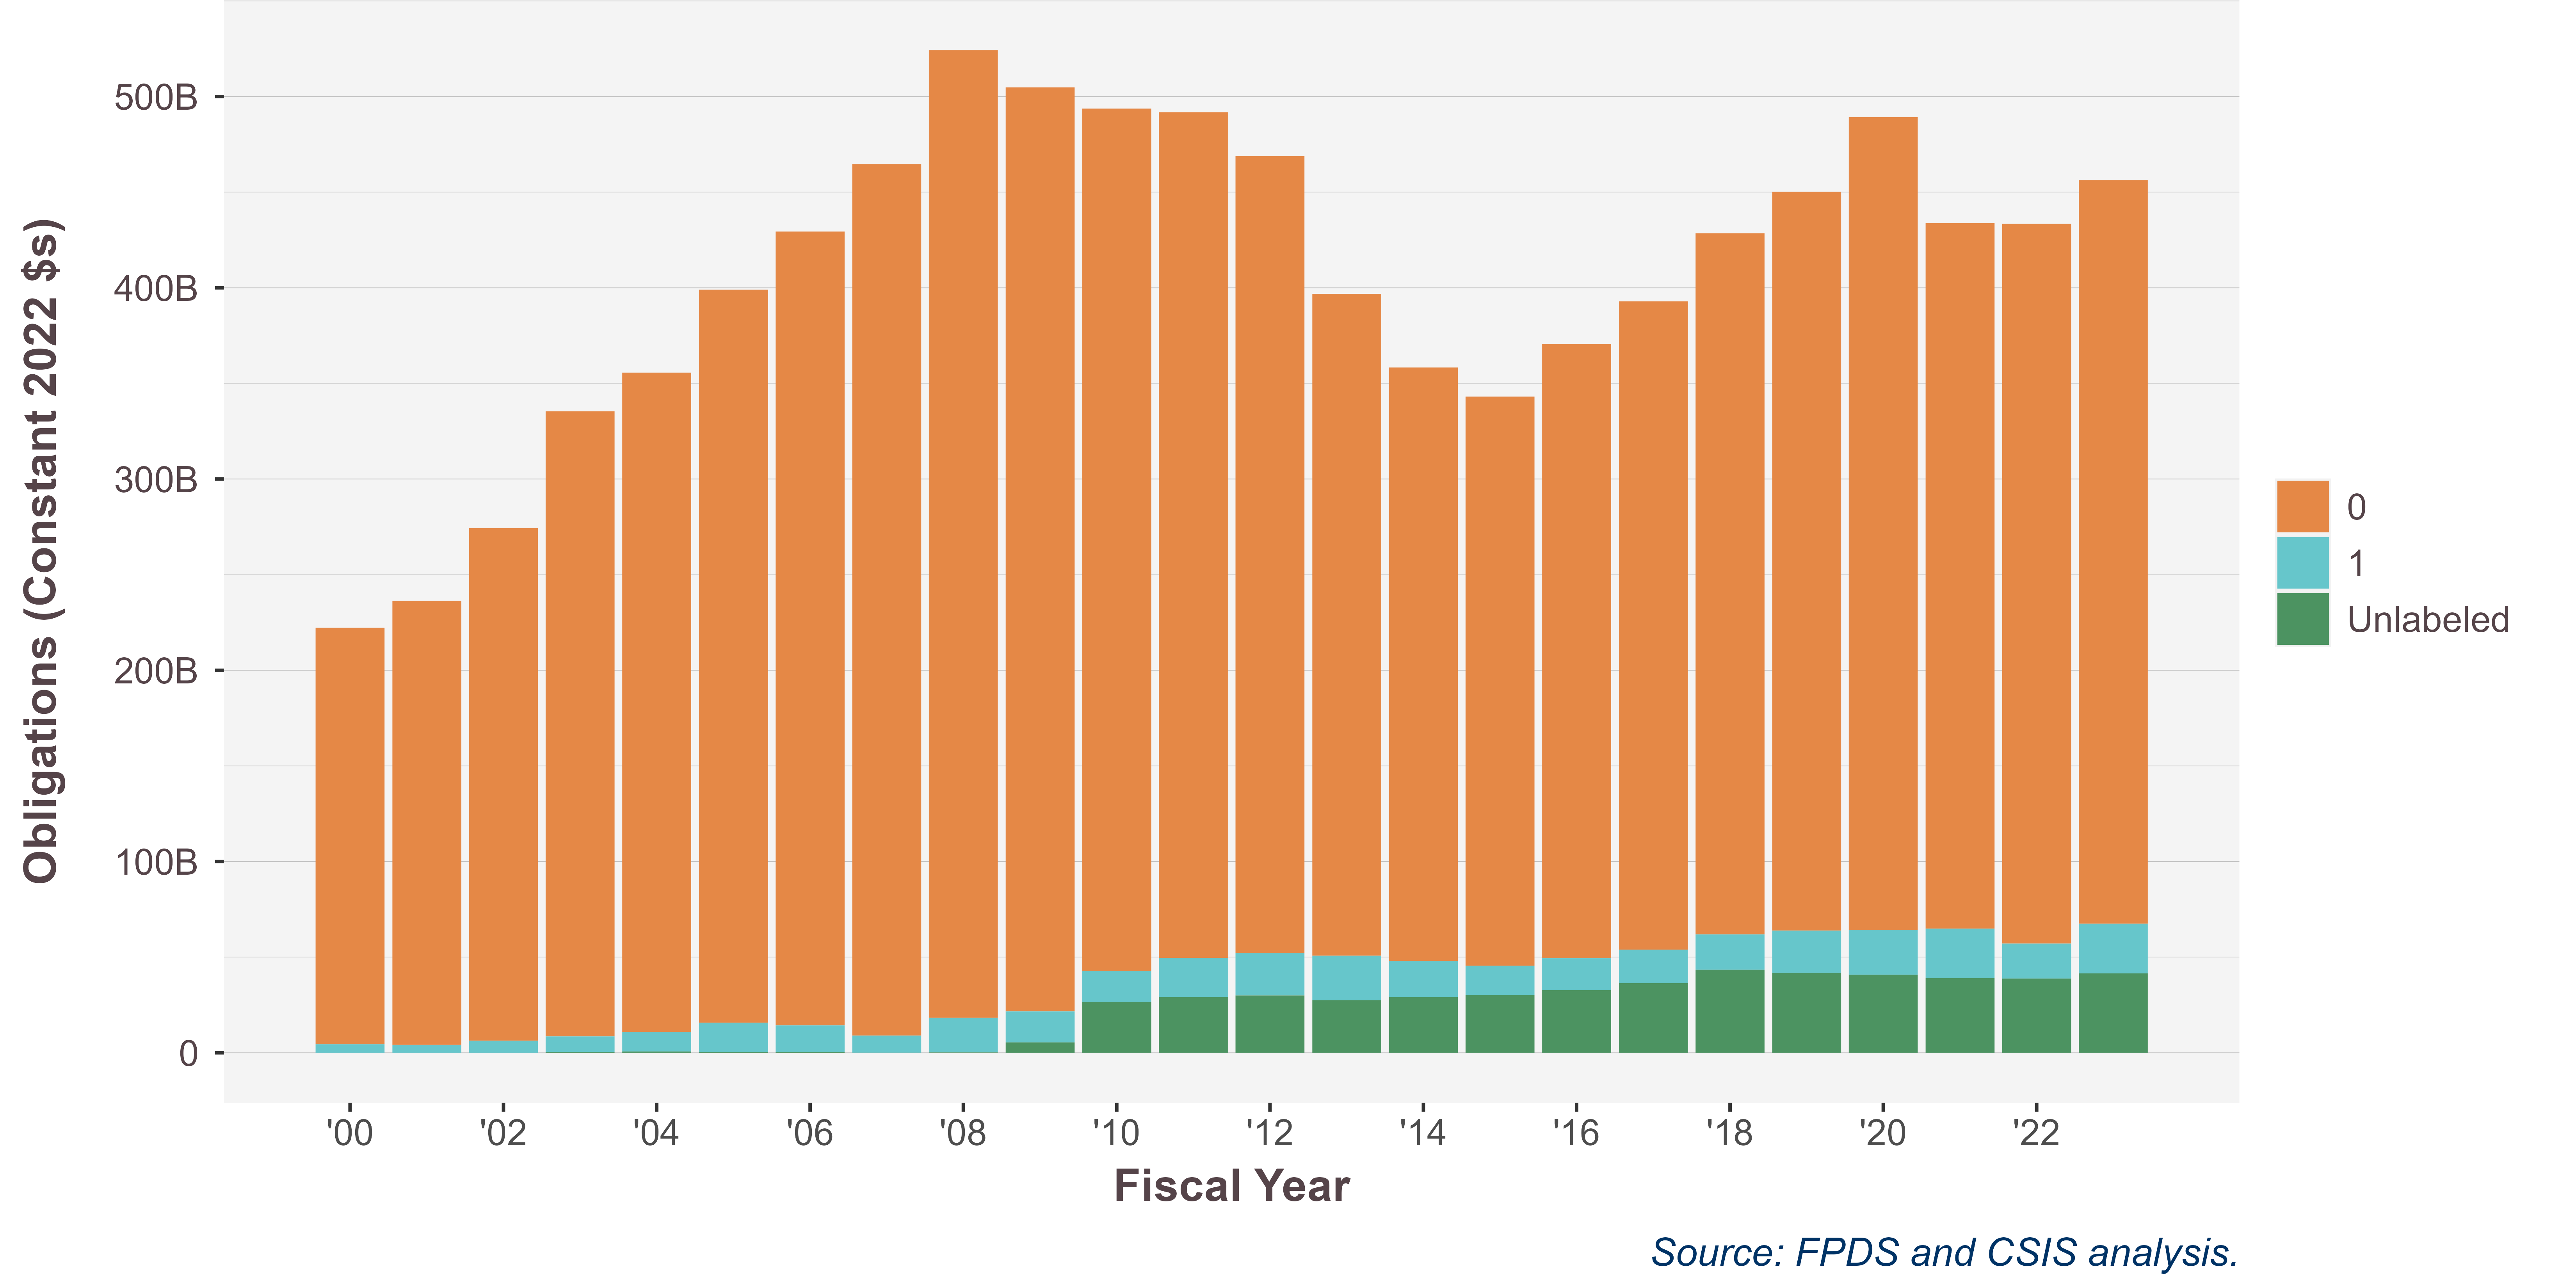 Obligations (Constant 2022 $s)
500B
400B
300B
200B
100B
0
'00
'02
'04
'06
'08
'10
'12
'14
'16
'18
'20
'22
Fiscal Year
0
1
Unlabeled
Source: FPDS and CSIS analysis.